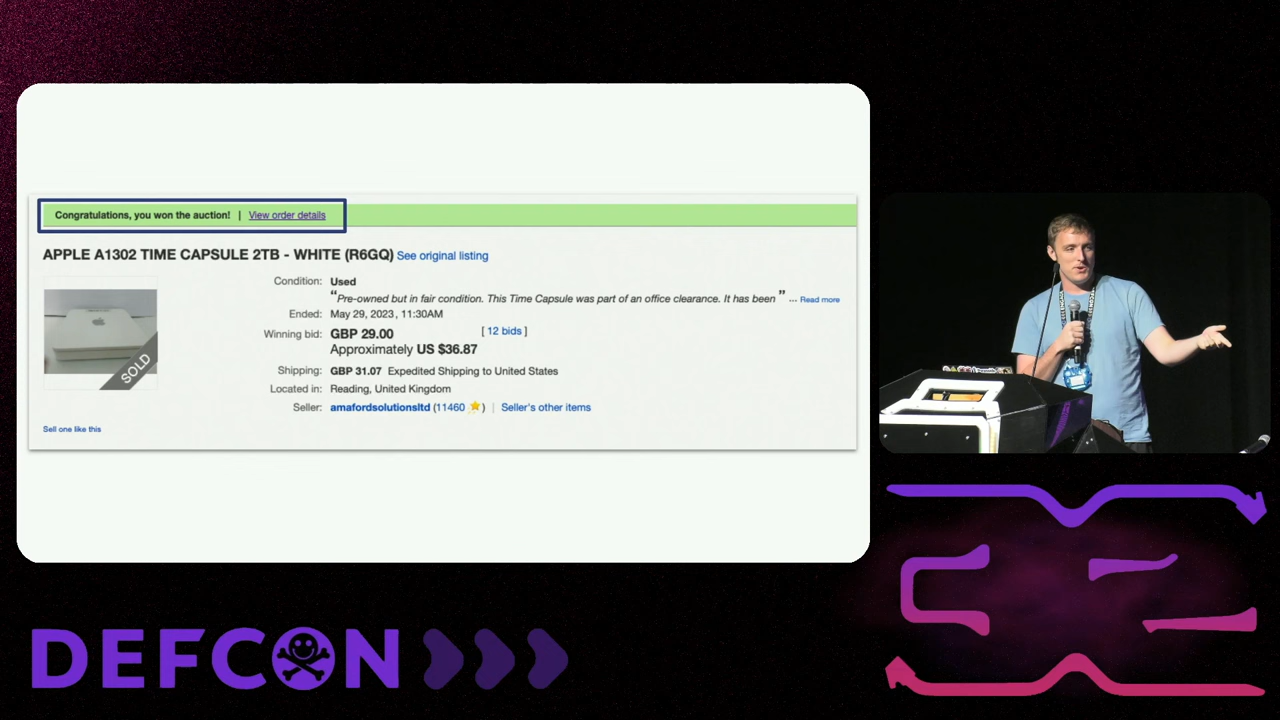 Congratulations, you won the auction! | View order details
APPLE A1302 TIME CAPSULE 2TB - WHITE (R6GQ) See original listing
Condition: Used
“Pre-owned but in fair condition. This Time Capsule was part of an office clearance. It has been ” ... Read more
Ended: May 29, 2023 , 11:30AM
Winning bid: GBP 29.00 [ 12 bids ]
Approximately US $36.87
Shipping: GBP 31.07 Expedited Shipping to United States
Located in: Reading, United Kingdom
Seller: amafordsolutionsltd (11460 ) | Seller's other items
SOLD
Sell one like this
DEFCON